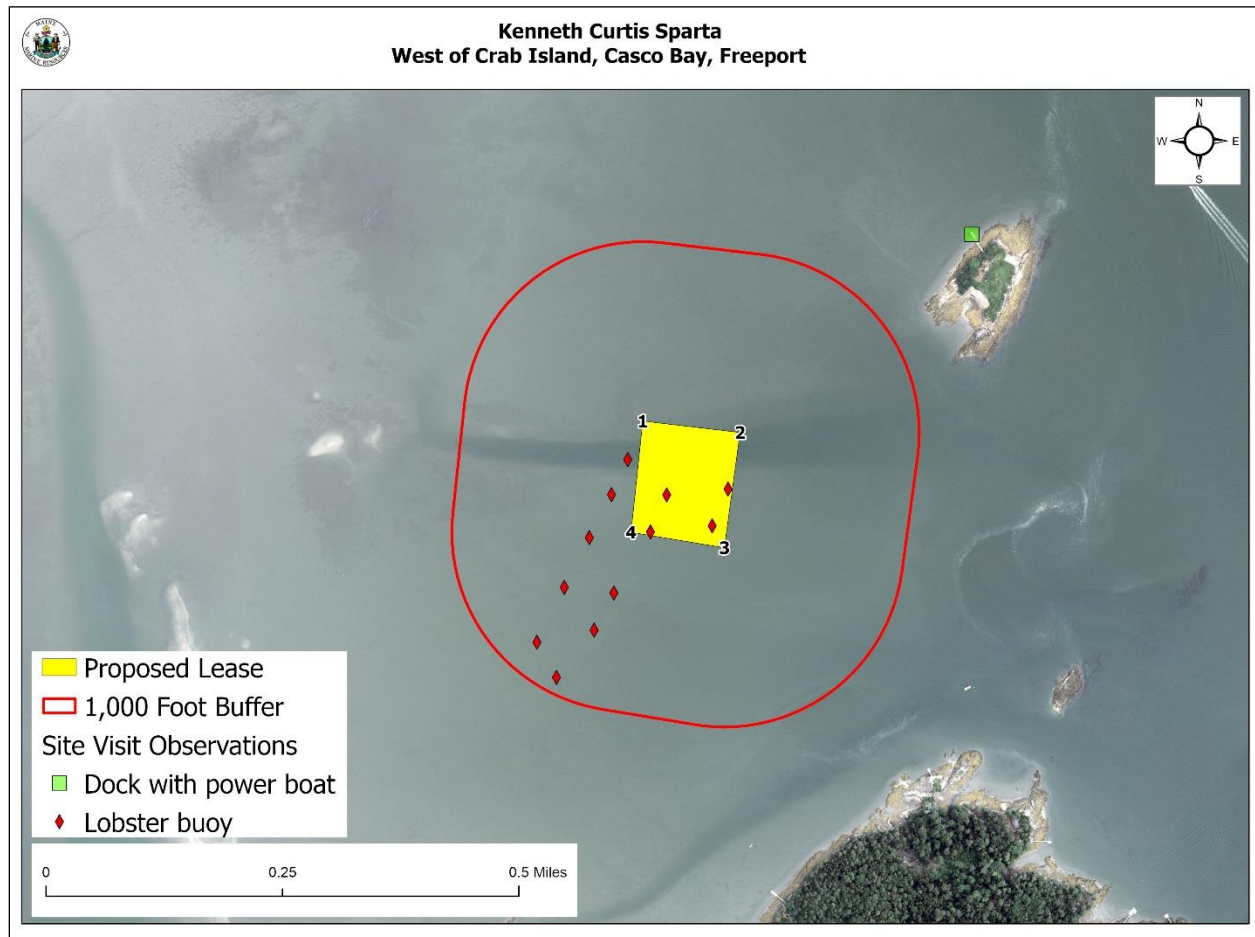 Kenneth Curtis Sparta
West of Crab Island, Casco Bay, Freeport
N
W E
S
1
2
4
3
Proposed Lease
1,000 Foot Buffer
Site Visit Observations
Dock with power boat
Lobster buoy
0 0.25 0.5 Miles